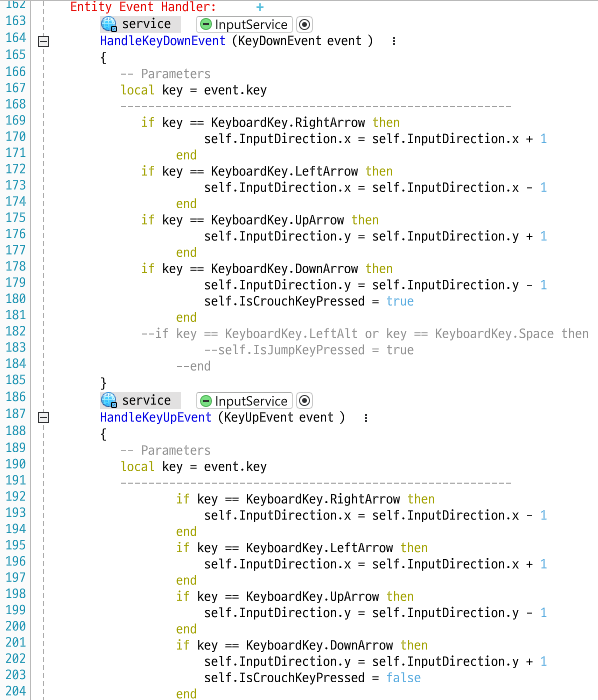 162 Entity Event Handler: +
163 service InputService
164 HandleKeyDownEvent (KeyDownEvent event )
165 {
166 -- Parameters
167 local key = event.key
168 --------------------------------------------------------
169 if key == KeyboardKey.RightArrow then
170 self.InputDirection.x = self.InputDirection.x + 1
171 end
172 if key == KeyboardKey.LeftArrow then
173 self.InputDirection.x = self.InputDirection.x - 1
174 end
175 if key == KeyboardKey.UpArrow then
176 self.InputDirection.y = self.InputDirection.y + 1
177 end
178 if key == KeyboardKey.DownArrow then
179 self.InputDirection.y = self.InputDirection.y - 1
180 self.IsCrouchKeyPressed = true
181 end
182 --if key == KeyboardKey.LeftAlt or key == KeyboardKey.Space then
183 --self.IsJumpKeyPressed = true
184 --end
185 }
186 service InputService
187 HandleKeyUpEvent (KeyUpEvent event )
188 {
189 -- Parameters
190 local key = event.key
191 --------------------------------------------------------
192 if key == KeyboardKey.RightArrow then
193 self.InputDirection.x = self.InputDirection.x - 1
194 end
195 if key == KeyboardKey.LeftArrow then
196 self.InputDirection.x = self.InputDirection.x + 1
197 end
198 if key == KeyboardKey.UpArrow then
199 self.InputDirection.y = self.InputDirection.y - 1
200 end
201 if key == KeyboardKey.DownArrow then
202 self.InputDirection.y = self.InputDirection.y + 1
203 self.IsCrouchKeyPressed = false
204 end